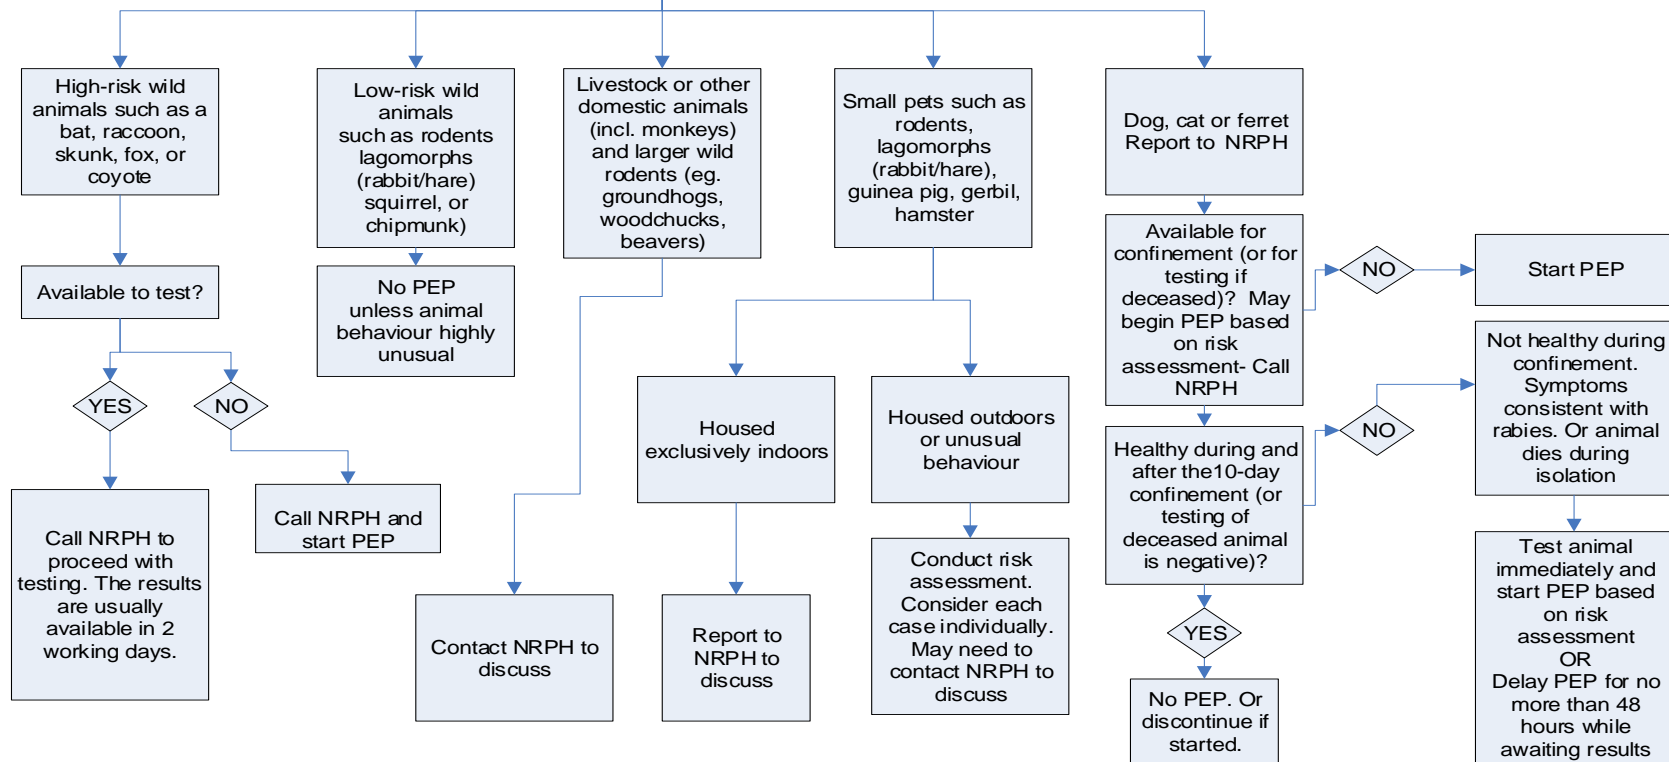 High-risk wild
animals such as a
bat, raccoon,
skunk, fox, or
coyote
Available to test?
YES
NO
Call NRPH to
proceed with
testing. The results
are usually
available in 2
working days.
Call NRPH and
start PEP
Low-risk wild
animals
such as rodents
lagomorphs
(rabbit/hare)
squirrel, or
chipmunk)
No PEP
unless animal
behaviour highly
unusual
Livestock or other
domestic animals
(incl. monkeys)
and larger wild
rodents (eg.
groundhogs,
woodchucks,
beavers)
Contact NRPH to
discuss
Small pets such as
rodents,
lagomorphs
(rabbit/hare),
guinea pig, gerbil,
hamster
Housed
exclusively indoors
Report to
NRPH to
discuss
Housed outdoors
or unusual
behaviour
Conduct risk
assessment.
Consider each
case individually.
May need to
contact NRPH to
discuss
Dog, cat or ferret
Report to NRPH
Available for
confinement (or for
testing if
deceased)? May
begin PEP based
on risk
assessment- Call
NRPH
NO
Start PEP
Healthy during and
after the10-day
confinement (or
testing of
deceased animal
is negative)?
NO
Not healthy during
confinement.
Symptoms
consistent with
rabies. Or animal
dies during
isolation
Test animal
immediately and
start PEP based
on risk
assessment
OR
Delay PEP for no
more than 48
hours while
awaiting results
YES
No PEP. Or
discontinue if
started.